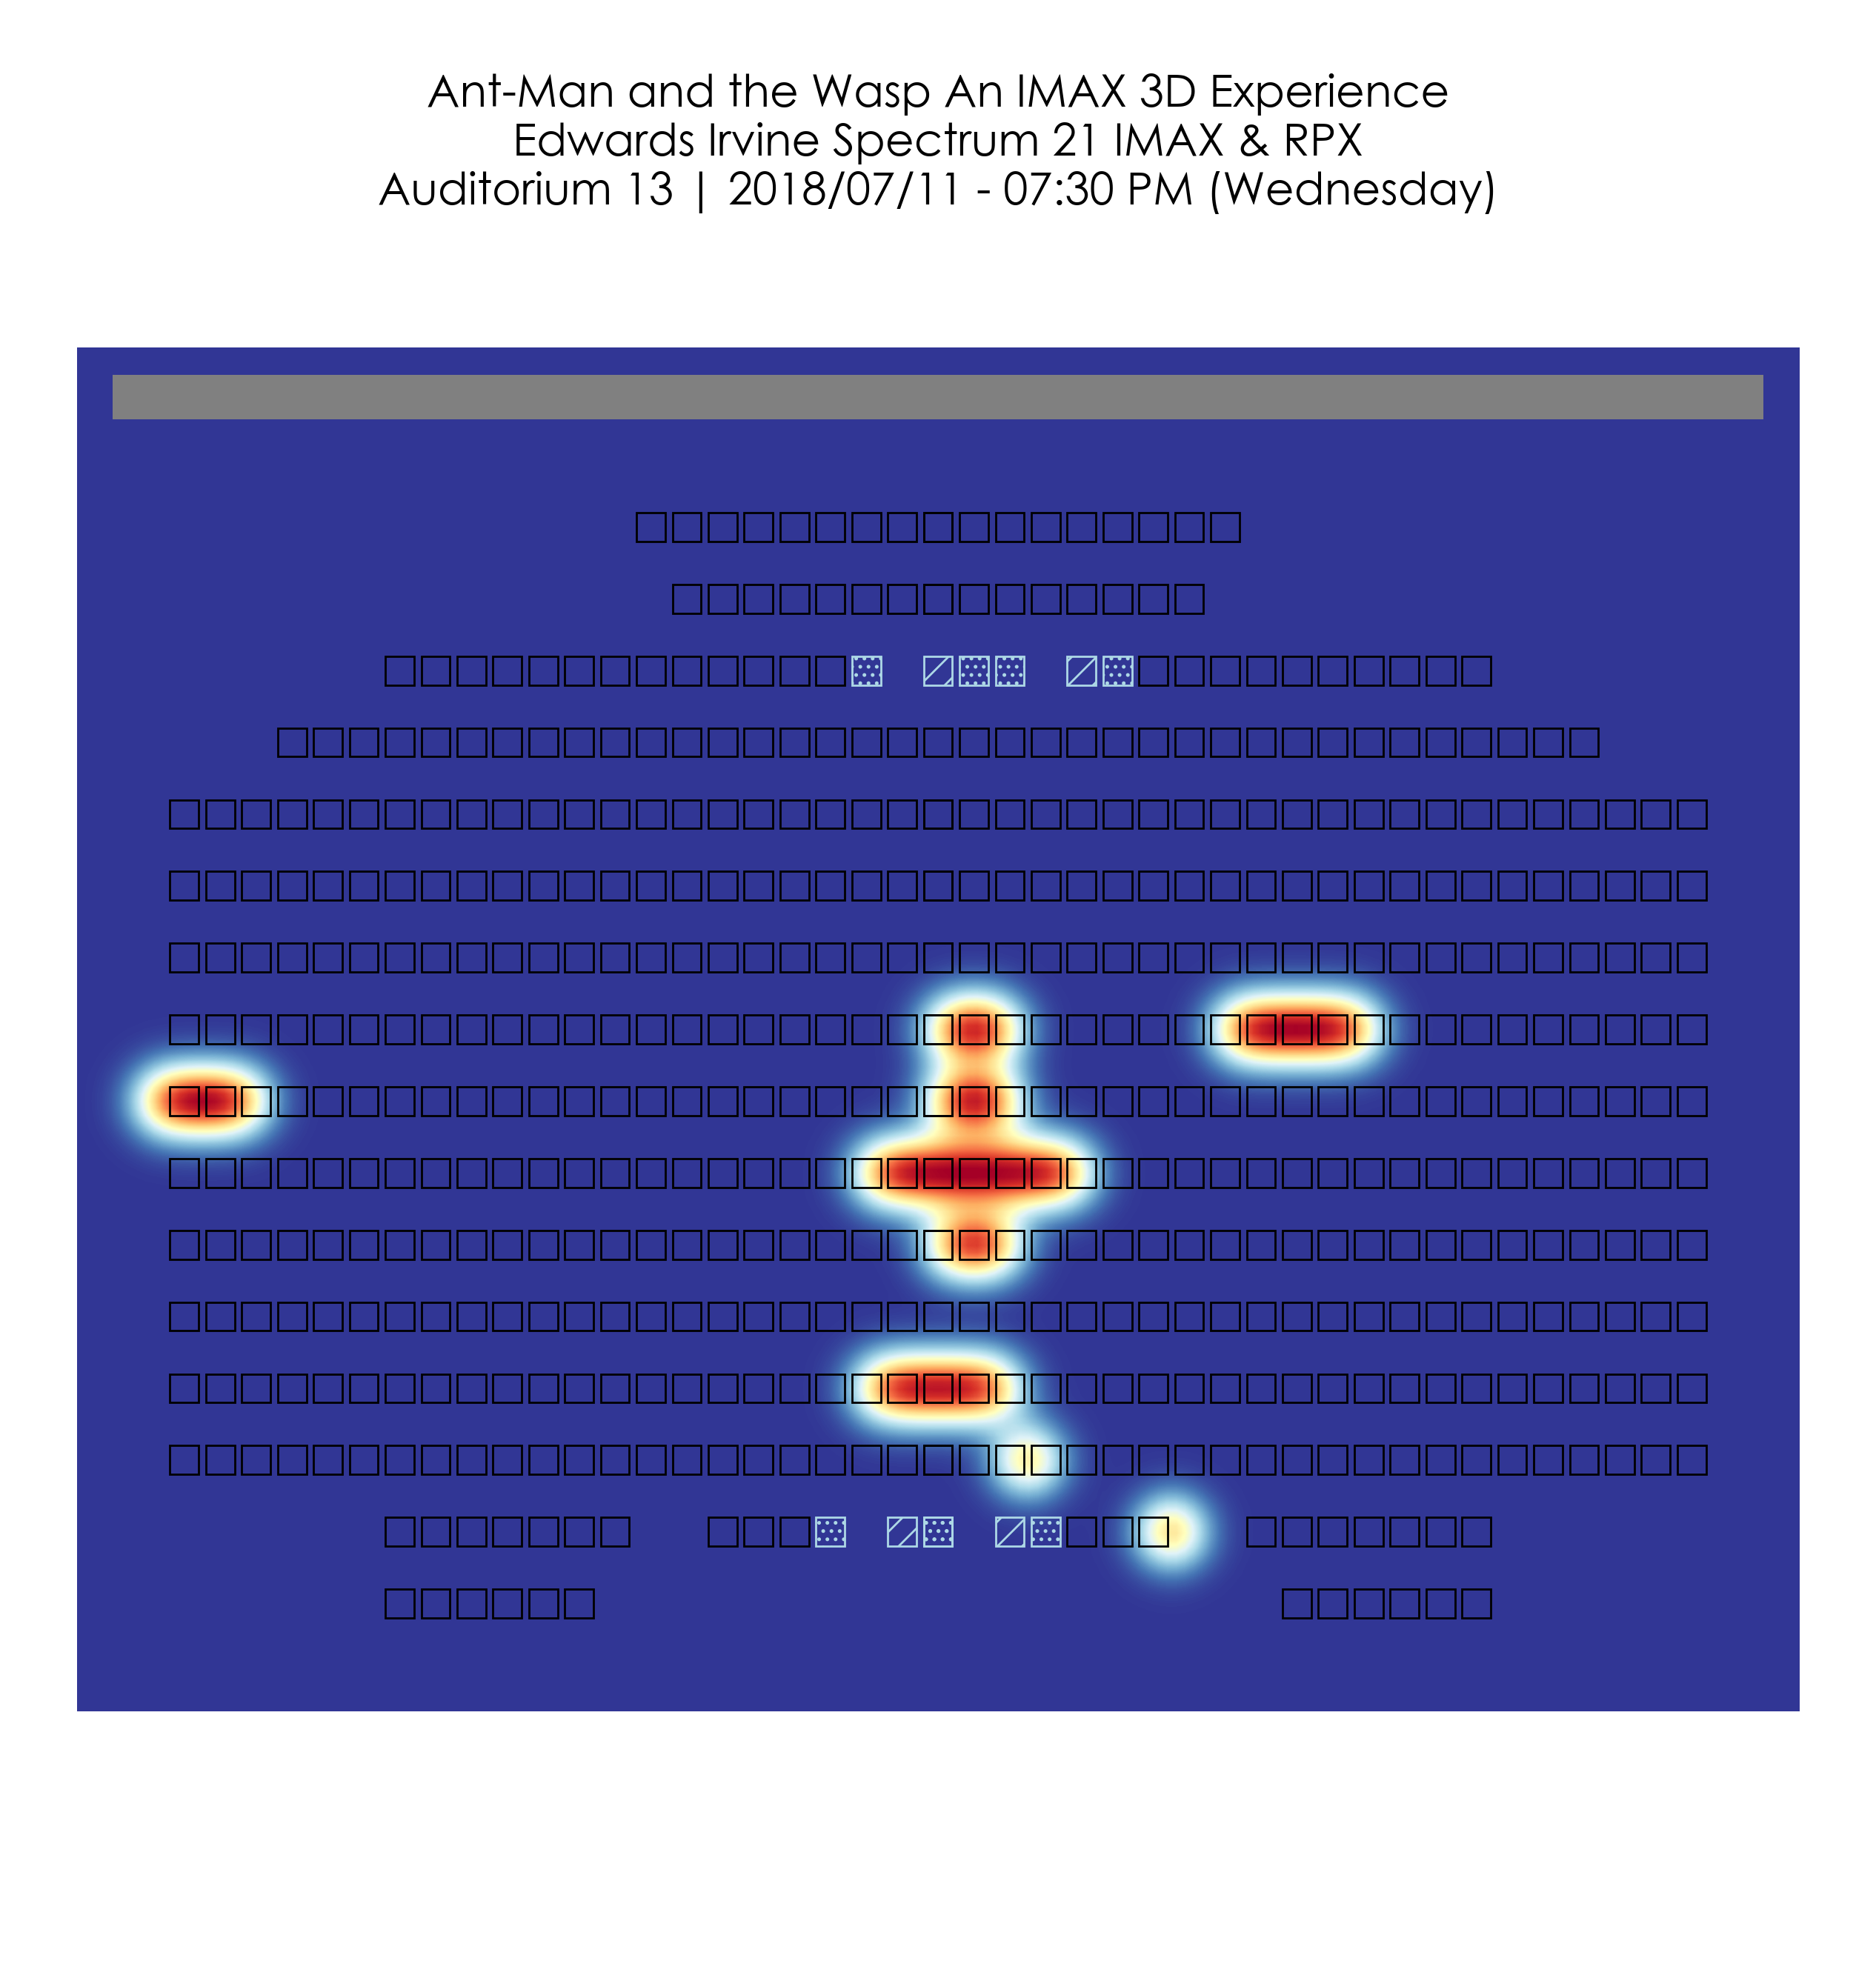 Ant-Man and the Wasp An IMAX 3D Experience
Edwards Irvine Spectrum 21 IMAX & RPX
Auditorium 13 | 2018/07/11 - 07:30 PM (Wednesday)